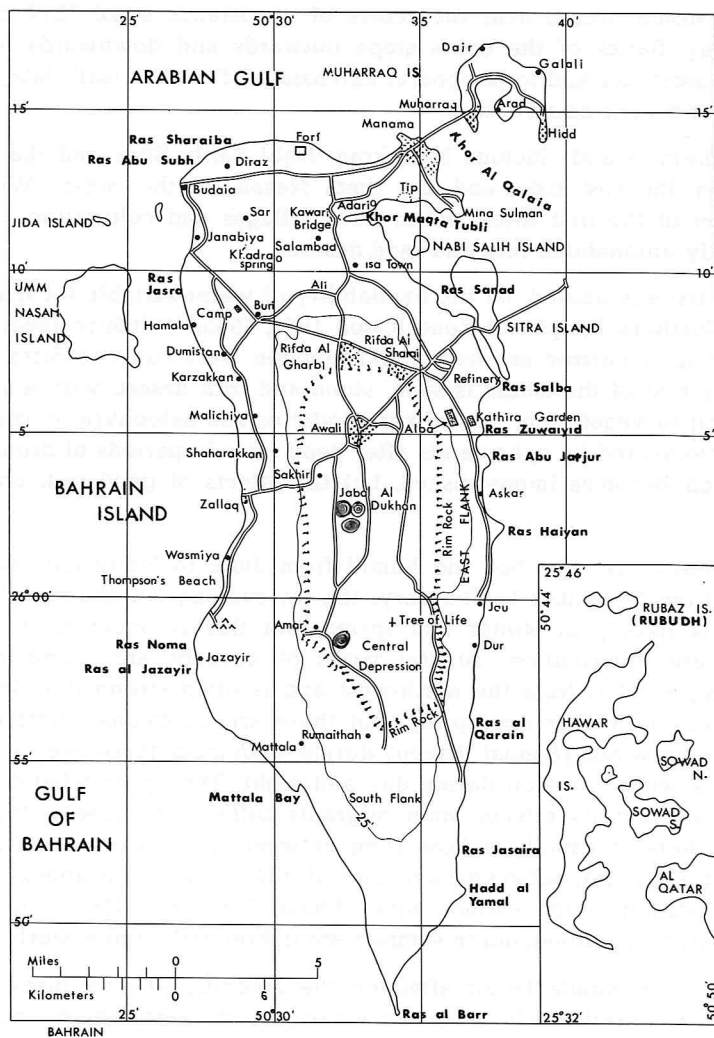 25'
50°30'
35'
40'
Dair
Galali
MUHARRAQ IS.
ARABIAN GULF
15'
Muharraq
Arad
15'
Manama
Hidd
Ras Sharaiba
Fort
Khor Al Qalaia
Ras Abu Subh
Diraz
Tip
Budaia
Adari
Mina Sulman
Sar
Kawari
Bridge
Khor Maqta Tubli
JIDA ISLAND
Janabiya
Salambad
NABI SALIH ISLAND
Khadra
spring
Isa Town
10'
10'
Ras
Jasra
Ali
Ras Sanad
UMM
NASAN
ISLAND
Camp
Buri
SITRA ISLAND
Hamala
Rifda Al
Gharbi
Rifda Al
Sharqi
Dumistan
Karzakkan
Refinery
Ras Salba
Malichiya
Kathira Garden
5'
Awali
Alba
Ras Zuwayid
5'
Shaharakkan
Ras Abu Jarjur
BAHRAIN
ISLAND
Sakhir
Jabal Al
Dukhan
Rim Rock
EAST FLANK
Askar
Zallaq
Ras Haiyan
Wasmiya
Thompson's Beach
25°46'
26°00'
50°44'
Jeu
RUBAZ IS.
(RUBUDH)
Amar
Tree of Life
Ras Noma
Central
Depression
Dur
Ras al Jazayir
Jazayir
Rim Rock
Ras al
Qarain
HAWAR
IS.
Rumaithah
Mattala
SOWAD
N.
55'
Mattala Bay
South Flank
25'
SOWAD
S.
GULF
OF
BAHRAIN
Ras Jasaira
Hadd al
Yamal
AL
QATAR
50'
Miles
0
5
Kilometers
0
6
Ras al Barr
50°50'
25'
50°30'
35'
25°32'
BAHRAIN